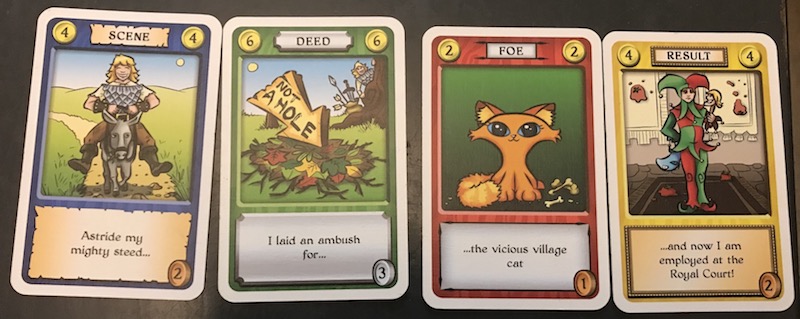 4 SCENE 4
Astride my
mighty steed...
2
6 DEED 6
NOT
A HOLE
I laid an ambush
for...
3
2 FOE 2
...the vicious village
cat
1
4 RESULT 4
...and now I am
employed at the
Royal Court!
2